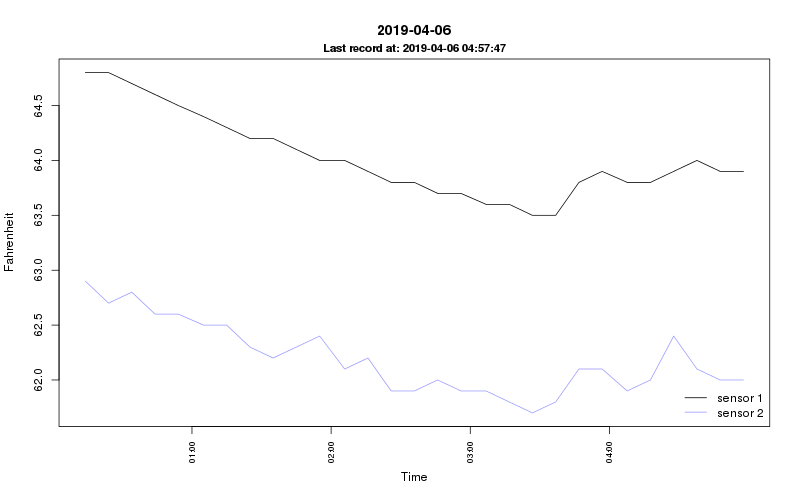 2019-04-06
Last record at: 2019-04-06 04:57:47
Fahrenheit
64.5
64.0
63.5
63.0
62.5
62.0
sensor 1
sensor 2
01:00
02:00
03:00
04:00
Time